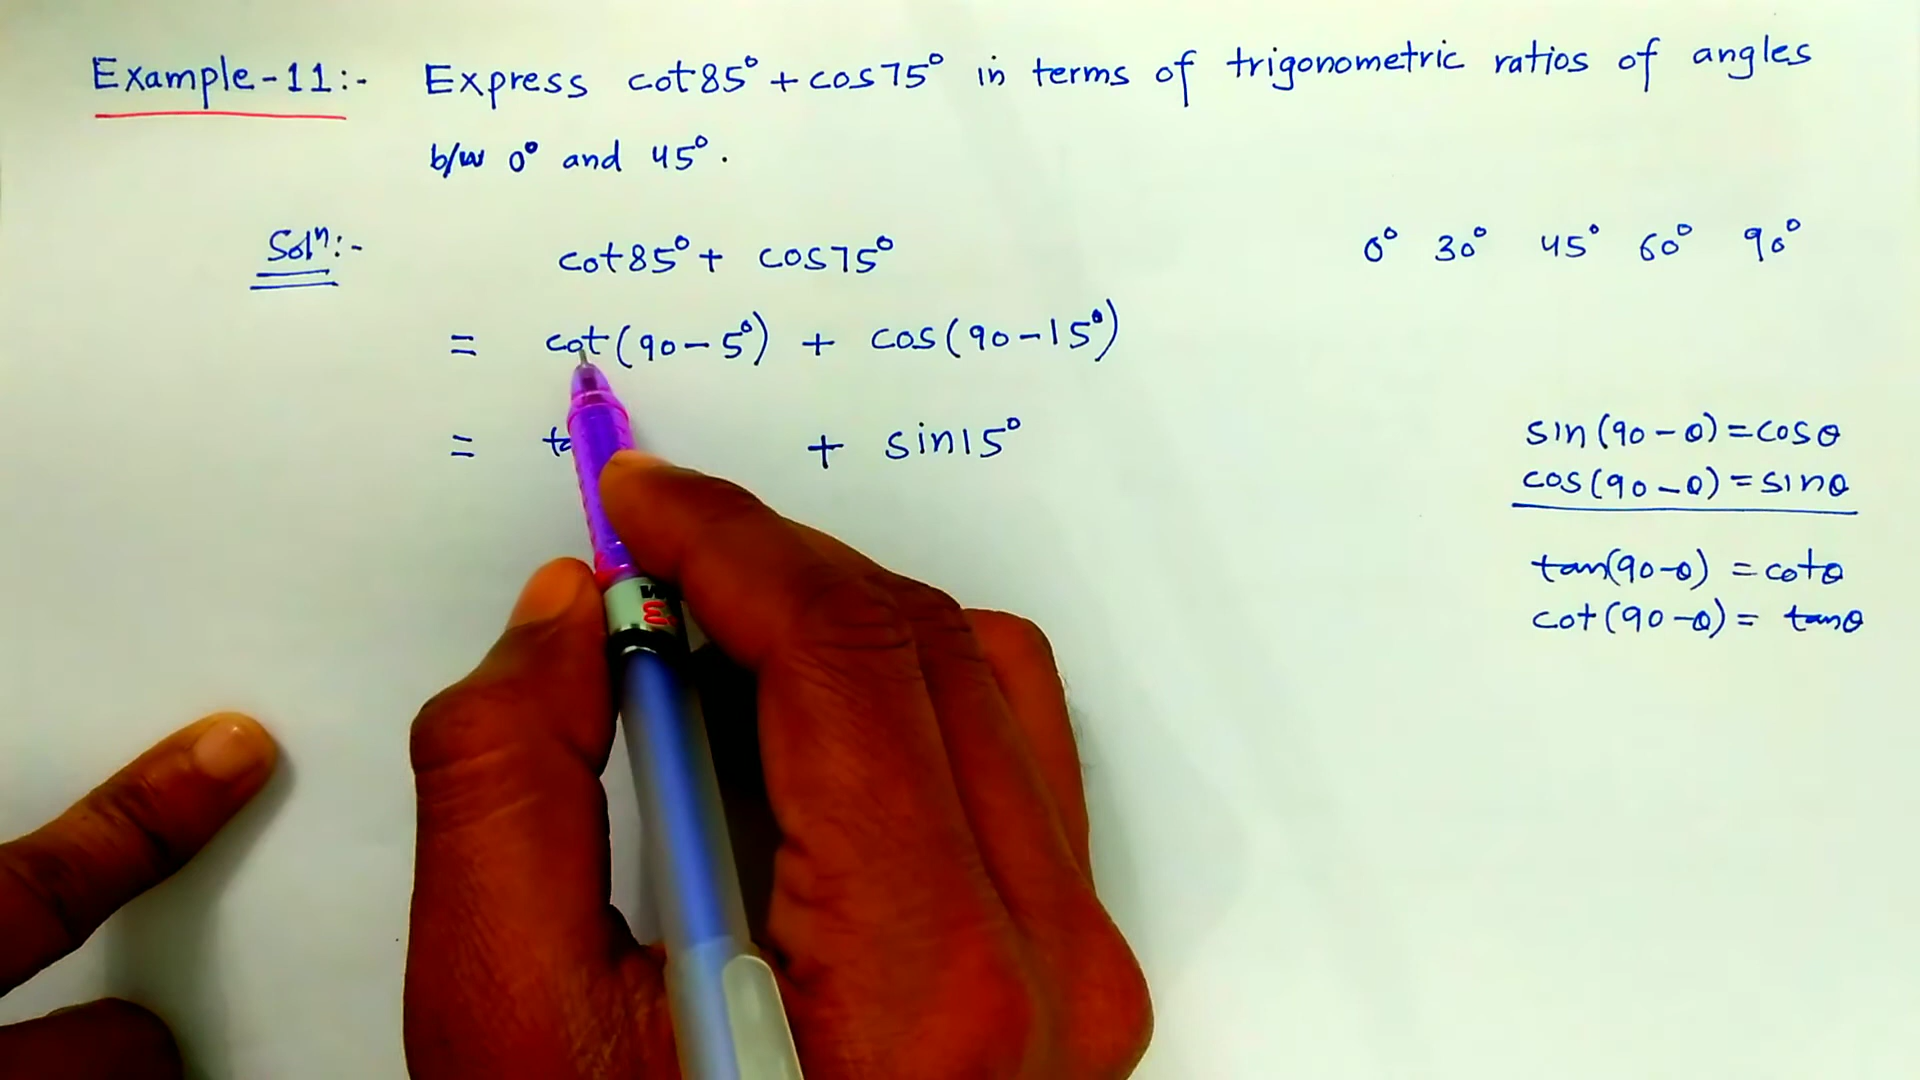 Example-11:- Express cot85° + cos75° in terms of trigonometric ratios of angles
b/w 0° and 45°.
Solⁿ:- cot85° + cos75°
0° 30° 45° 60° 90°
= cot(90-5°) + cos(90-15°)
= + sin15°
sin(90-θ)=cosθ
cos(90-θ)=sinθ
tan(90-θ) = cotθ
cot(90-θ) = tanθ